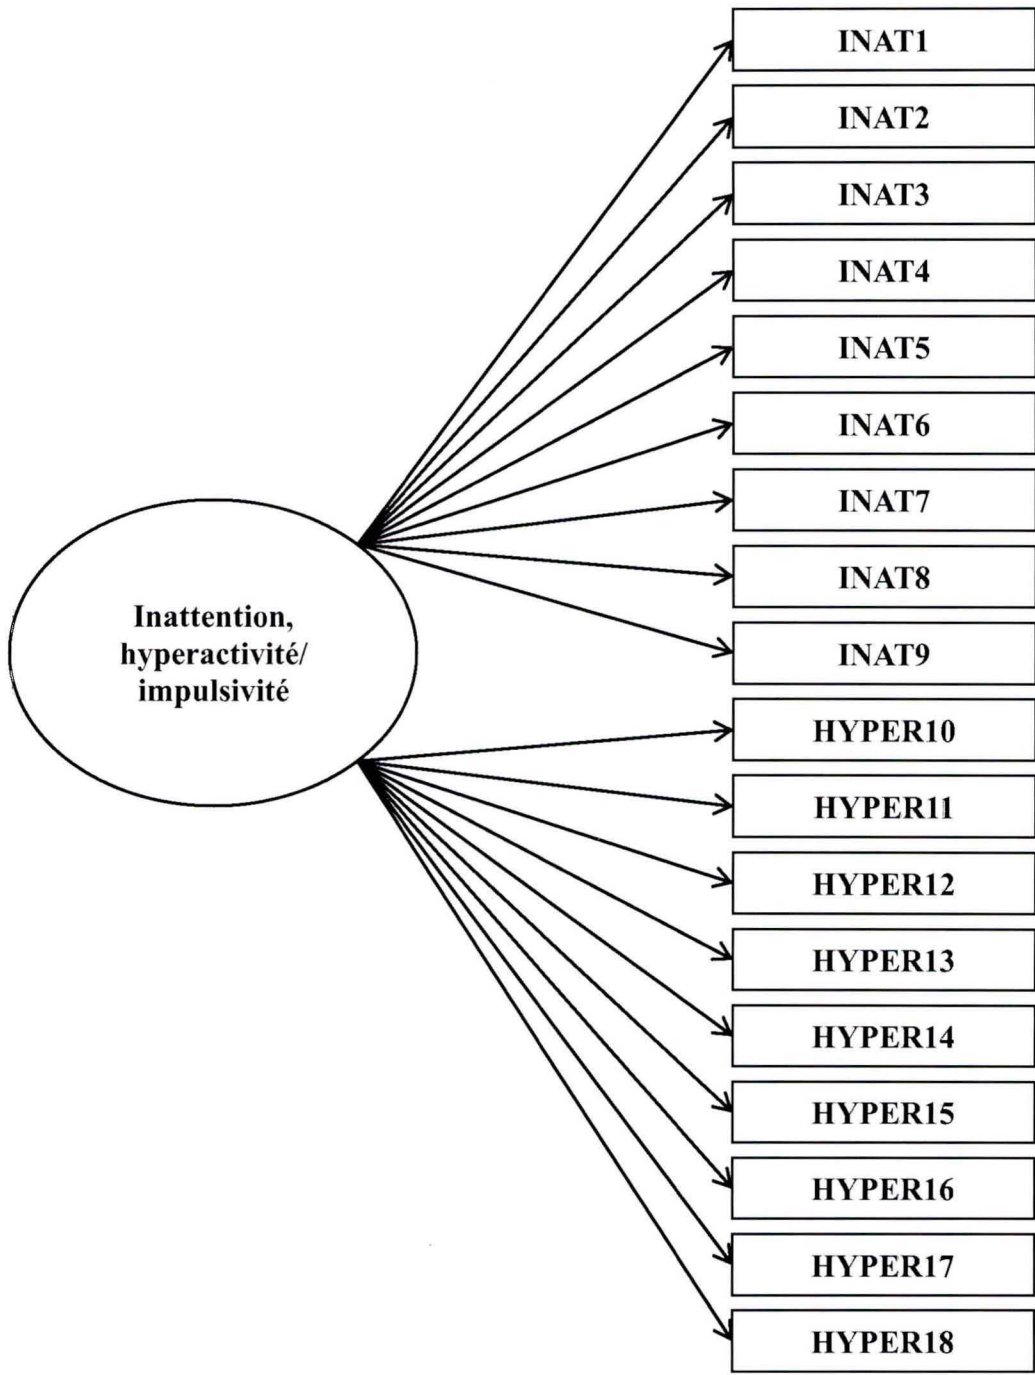 INAT1
INAT2
INAT3
INAT4
INAT5
INAT6
INAT7
INAT8
INAT9
Inattention,
hyperactivité/
impulsivité
HYPER10
HYPER11
HYPER12
HYPER13
HYPER14
HYPER15
HYPER16
HYPER17
HYPER18